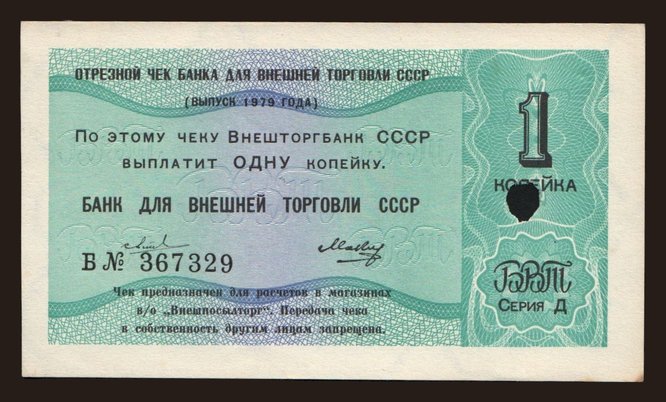 ОТРЕЗНОЙ ЧЕК БАНКА ДЛЯ ВНЕШНЕЙ ТОРГОВЛИ СССР
(ВЫПУСК 1979 ГОДА)
По этому чеку Внешторгбанк СССР
выплатит ОДНУ копейку.
БАНК ДЛЯ ВНЕШНЕЙ ТОРГОВЛИ СССР
Б № 367329
Чек предназначен для расчетов в магазинах
в/о „Внешпосылторг". Передача чека
в собственность другим лицам запрещена.
1
КОПЕЙКА
БВТ
Серия Д